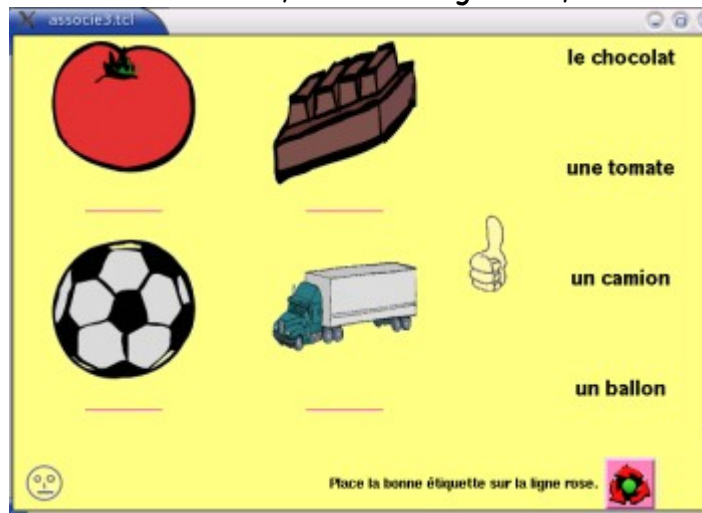 associe3.tcl
le chocolat
une tomate
un camion
un ballon
Place la bonne étiquette sur la ligne rose.